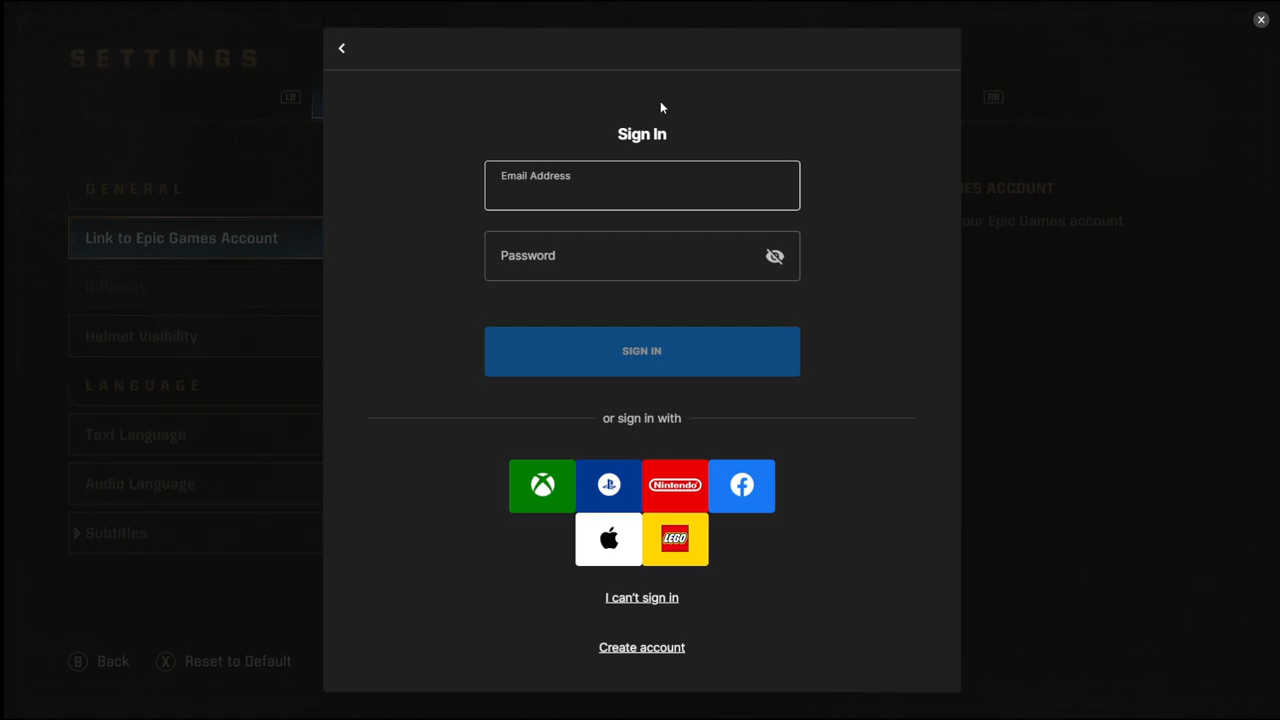 SETTINGS
LB
RB
GENERAL
Link to Epic Games Account
Difficulty
Helmet Visibility
LANGUAGE
Text Language
Audio Language
Subtitles
B Back
X Reset to Default
Sign In
Email Address
Password
SIGN IN
or sign in with
Nintendo
LEGO
I can't sign in
Create account
ES ACCOUNT
our Epic Games account